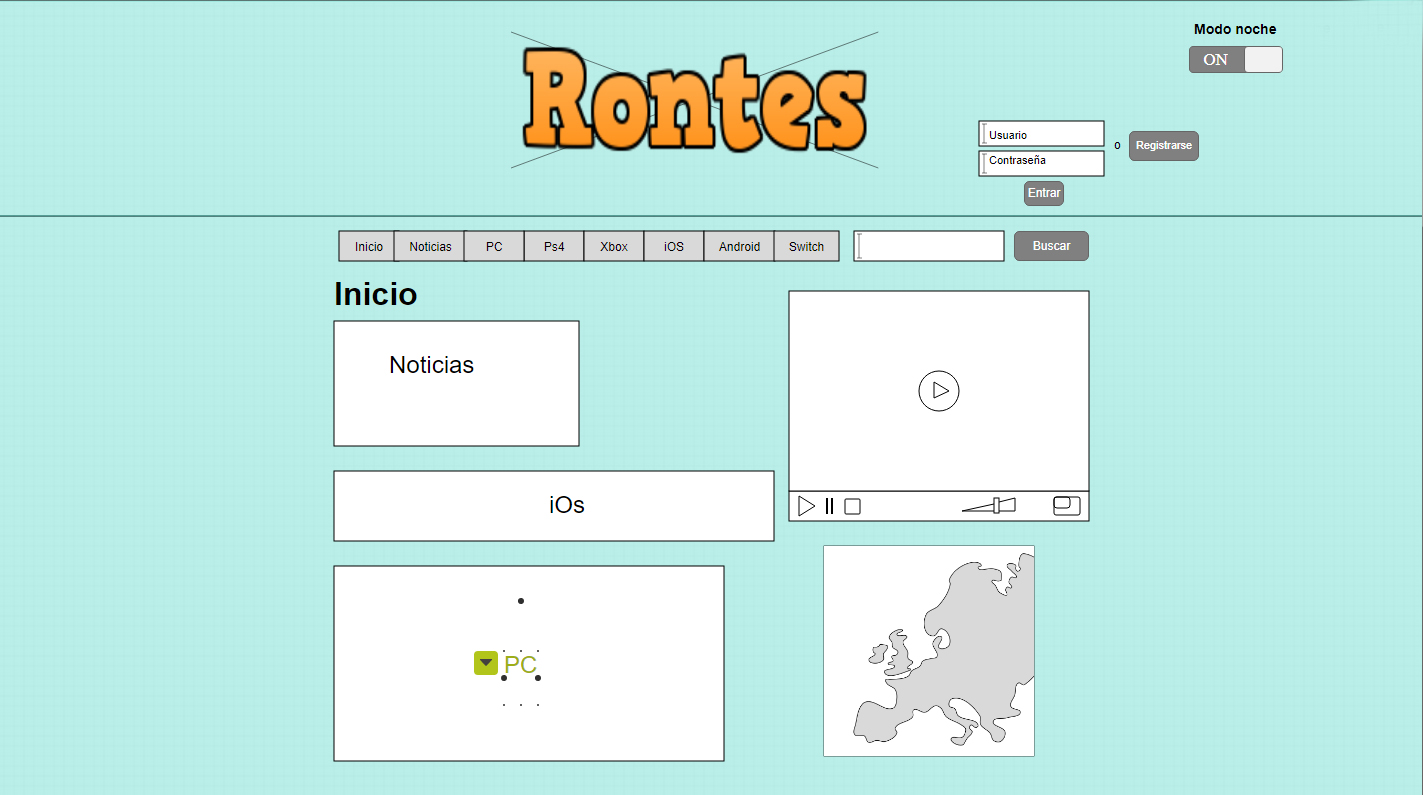 Modo noche
ON
Rontes
Usuario
Contraseña
o
Registrarse
Entrar
Inicio Noticias PC Ps4 Xbox iOS Android Switch
Buscar
Inicio
Noticias
iOs
PC